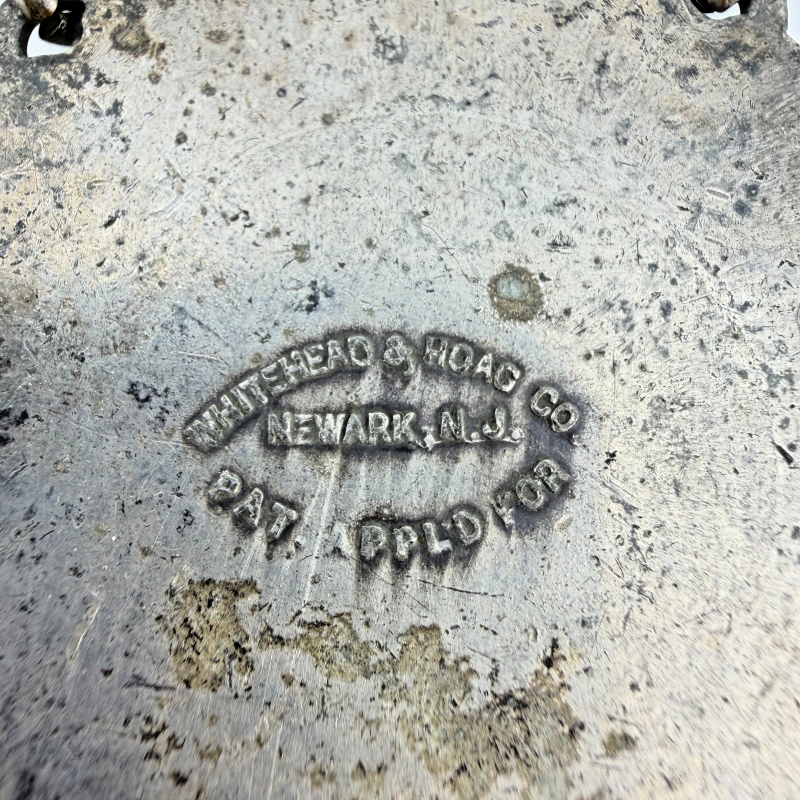 WHITEHEAD & HOAG CO
NEWARK, N.J.
PAT. APPL'D FOR